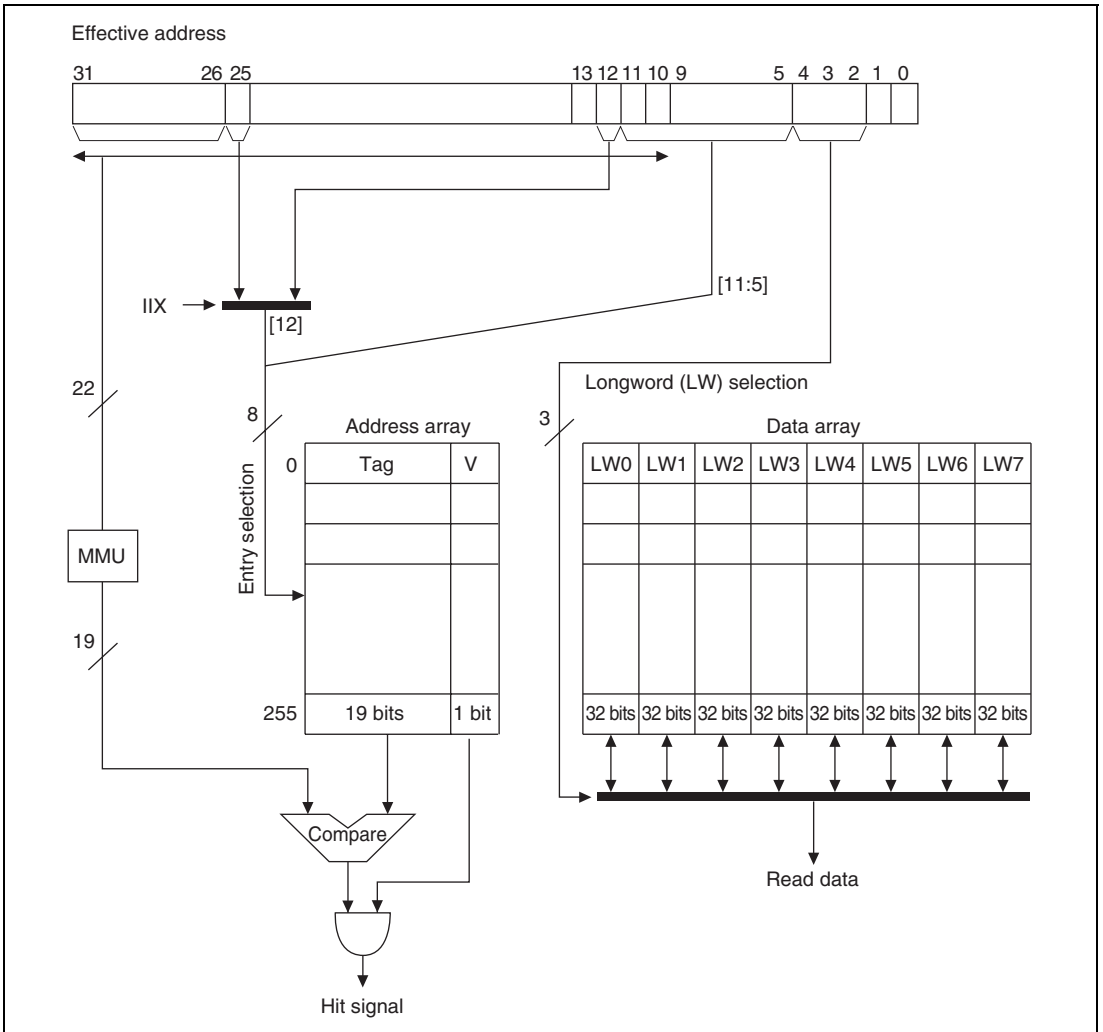 Effective address
31 26 25 13 12 11 10 9 5 4 3 2 1 0
IIX
[12]
[11:5]
22
8
3
Longword (LW) selection
Entry selection
Address array
Data array
0 Tag V
LW0 LW1 LW2 LW3 LW4 LW5 LW6 LW7
MMU
19
255 19 bits 1 bit
32 bits 32 bits 32 bits 32 bits 32 bits 32 bits 32 bits 32 bits
Compare
Read data
Hit signal